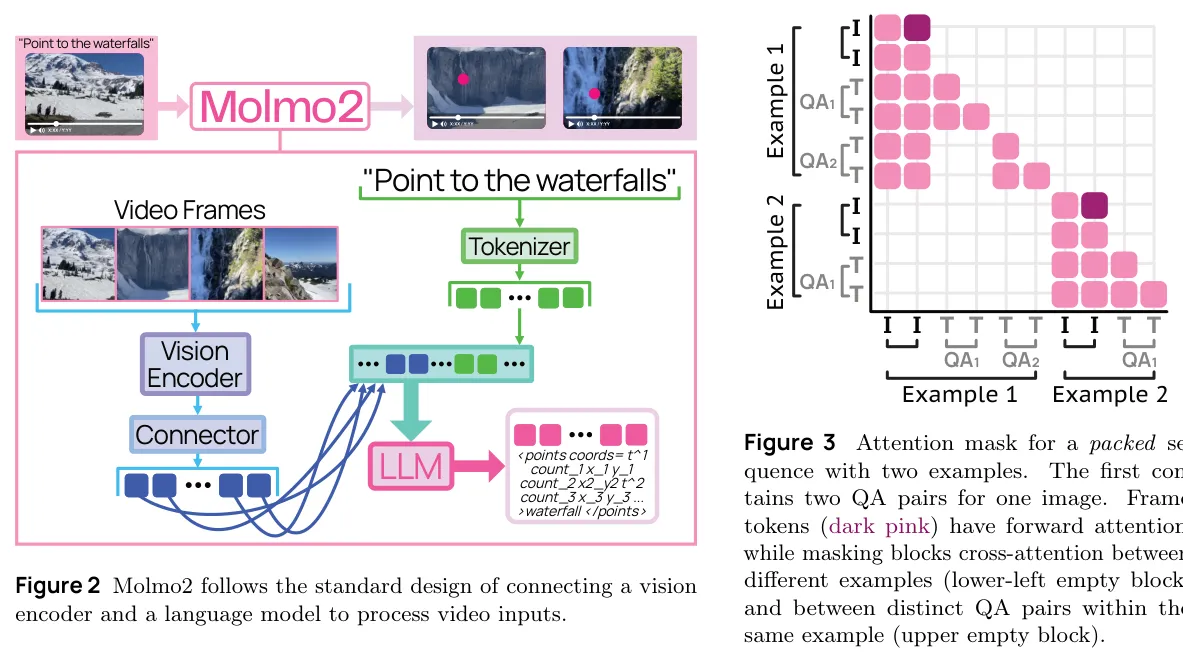 "Point to the waterfalls"
X:XX / Y:YY
Molmo2
X:XX / Y:YY
X:XX / Y:YY
"Point to the waterfalls"
Video Frames
Tokenizer
Vision
Encoder
Connector
LLM
<points coords= t^1
count_1 x_1 y_1
count_2 x2_y2 t^2
count_3 x_3 y_3 ...
>waterfall </points>
Figure 2 Molmo2 follows the standard design of connecting a vision
encoder and a language model to process video inputs.
Example 1
I
I
QA1
T
T
QA2
T
T
Example 2
I
I
QA1
T
T
I I T T T T I I T T
QA1 QA2 QA1
Example 1 Example 2
Figure 3 Attention mask for a packed se
quence with two examples. The first con
tains two QA pairs for one image. Frame
tokens (dark pink) have forward attention
while masking blocks cross-attention between
different examples (lower-left empty block
and between distinct QA pairs within the
same example (upper empty block).